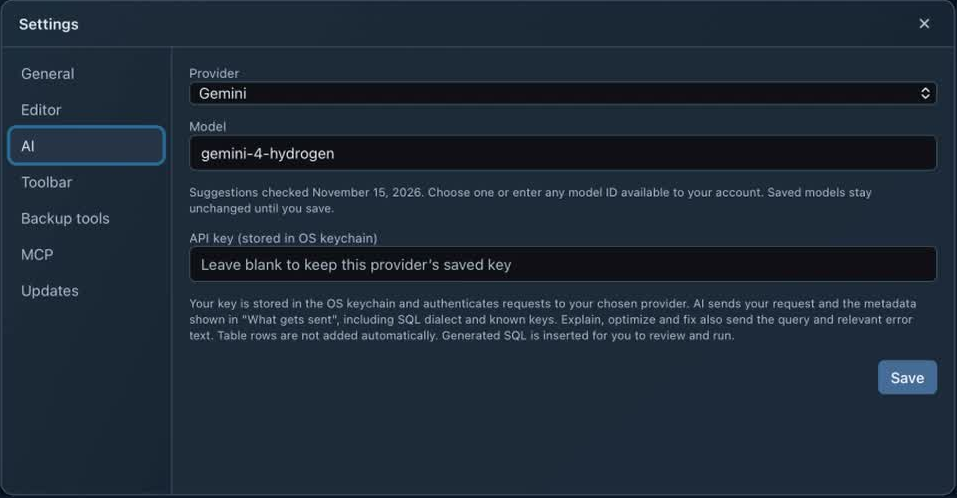 Settings
General
Editor
AI
Toolbar
Backup tools
MCP
Updates
Provider
Gemini
Model
gemini-4-hydrogen
Suggestions checked November 15, 2026. Choose one or enter any model ID available to your account. Saved models stay
unchanged until you save.
API key (stored in OS keychain)
Leave blank to keep this provider's saved key
Your key is stored in the OS keychain and authenticates requests to your chosen provider. AI sends your request and the metadata
shown in "What gets sent", including SQL dialect and known keys. Explain, optimize and fix also send the query and relevant error
text. Table rows are not added automatically. Generated SQL is inserted for you to review and run.
Save